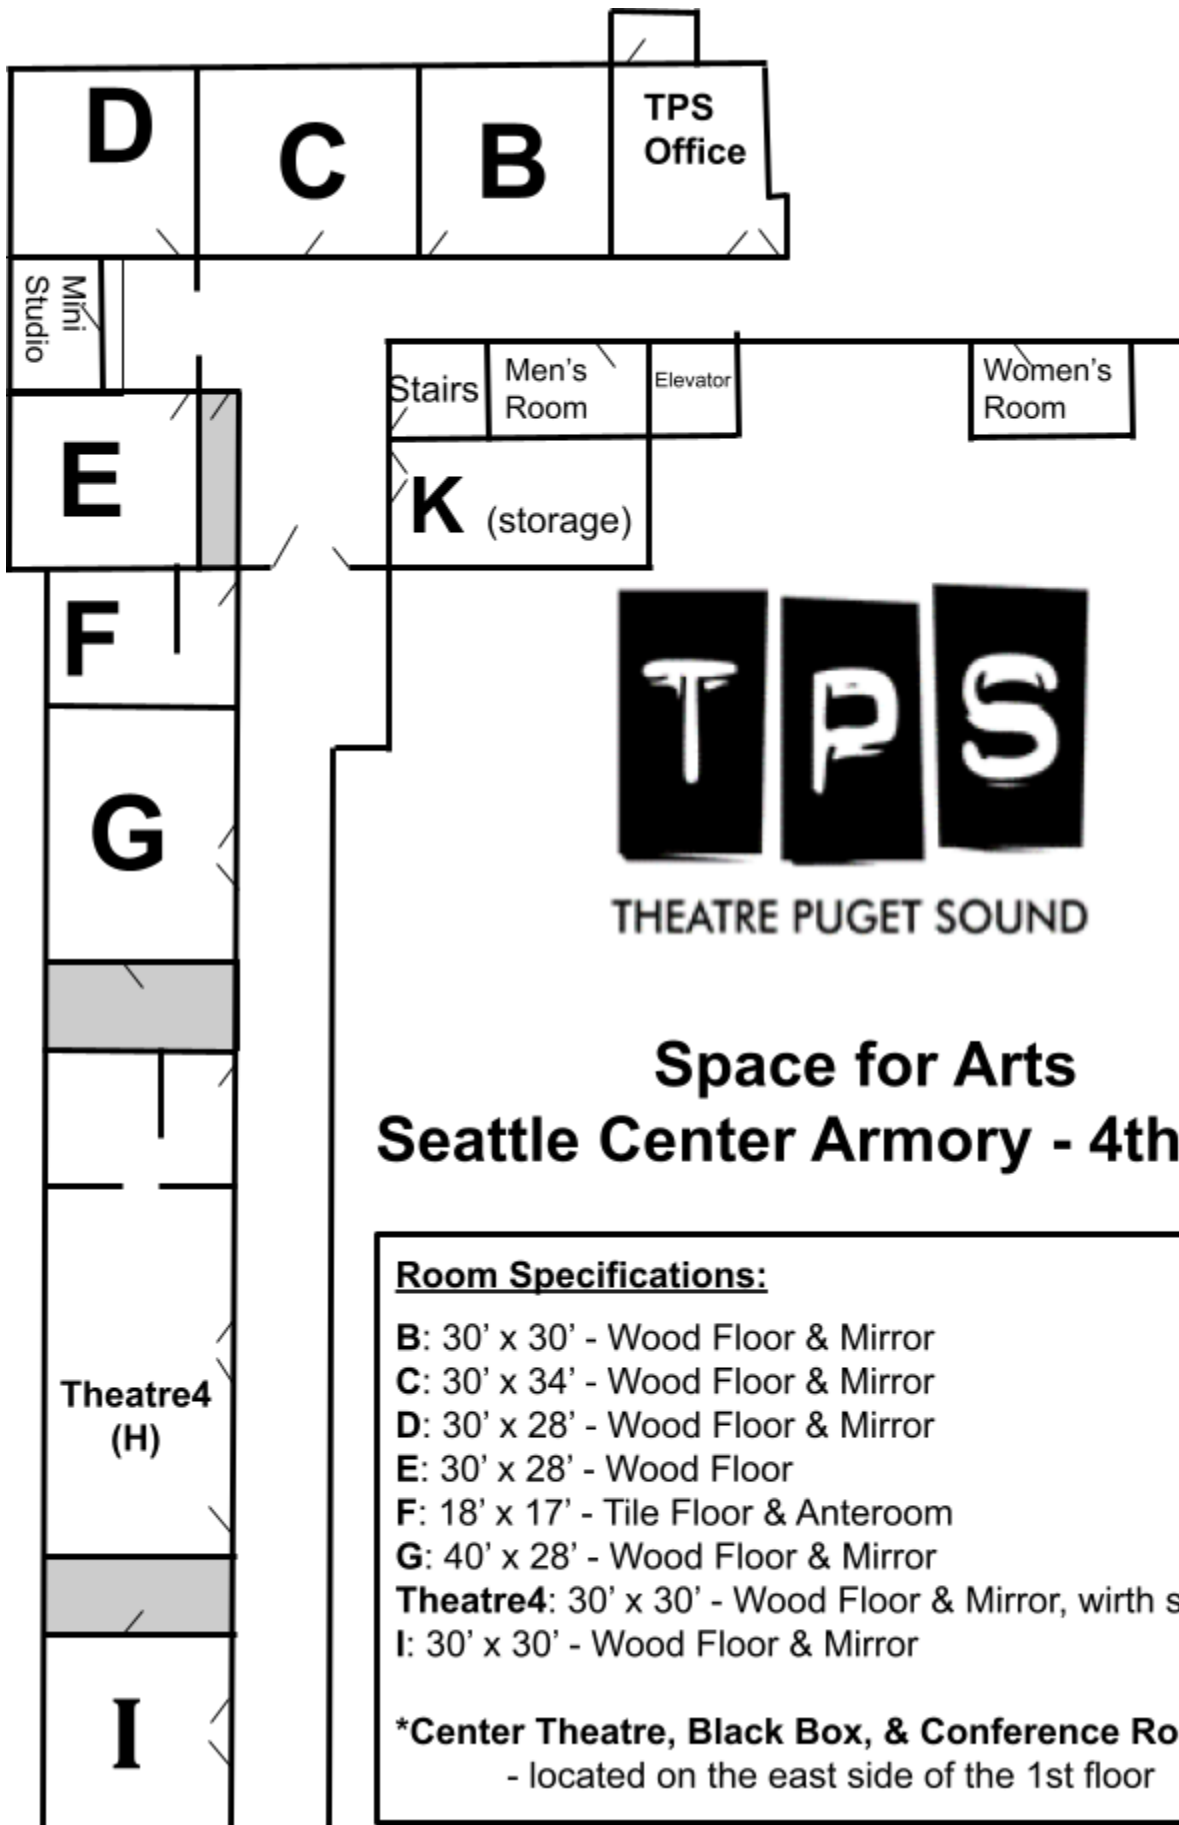 D
C
B
TPS
Office
Mini
Studio
Stairs
Men's
Room
Elevator
Women's
Room
E
K (storage)
F
G
TPS
THEATRE PUGET SOUND
Space for Arts
Seattle Center Armory - 4th
Theatre4
(H)
I
Room Specifications:
B: 30’ x 30’ - Wood Floor & Mirror
C: 30’ x 34’ - Wood Floor & Mirror
D: 30’ x 28’ - Wood Floor & Mirror
E: 30’ x 28’ - Wood Floor
F: 18’ x 17’ - Tile Floor & Anteroom
G: 40’ x 28’ - Wood Floor & Mirror
Theatre4: 30’ x 30’ - Wood Floor & Mirror, wirth
I: 30’ x 30’ - Wood Floor & Mirror
*Center Theatre, Black Box, & Conference
- located on the east side of the 1st floor